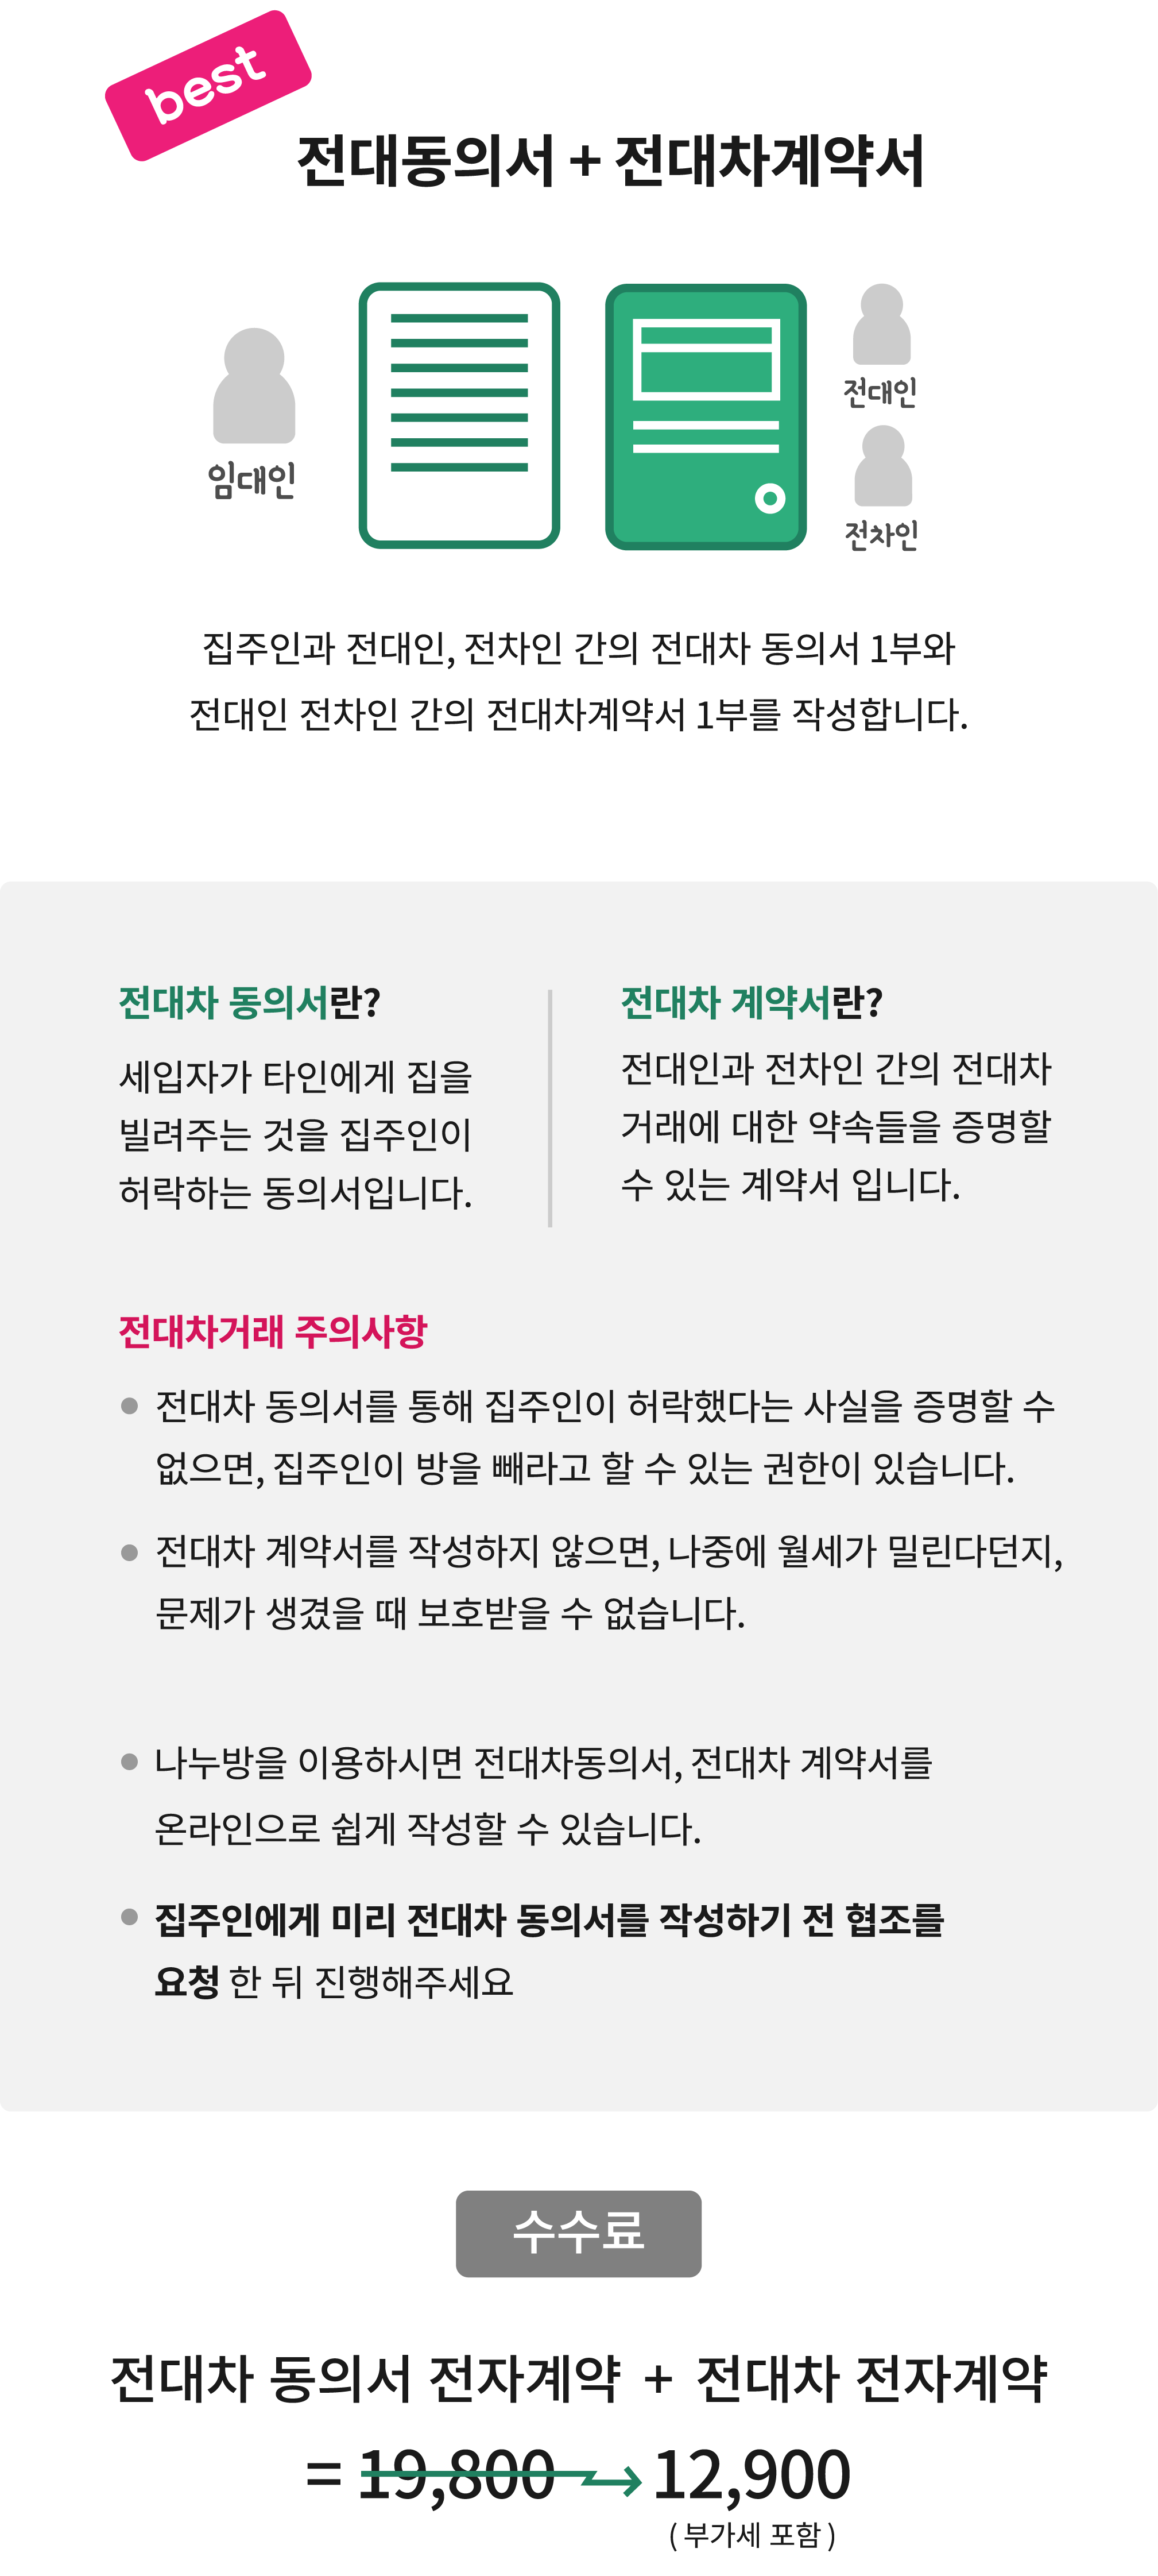 best
전대동의서 + 전대차계약서
임대인
전대인
전차인
집주인과 전대인, 전차인 간의 전대차 동의서 1부와
전대인 전차인 간의 전대차계약서 1부를 작성합니다.
전대차 동의서란?
세입자가 타인에게 집을
빌려주는 것을 집주인이
허락하는 동의서입니다.
전대차 계약서란?
전대인과 전차인 간의 전대차
거래에 대한 약속들을 증명할
수 있는 계약서 입니다.
전대차거래 주의사항
전대차 동의서를 통해 집주인이 허락했다는 사실을 증명할 수
없으면, 집주인이 방을 빼라고 할 수 있는 권한이 있습니다.
전대차 계약서를 작성하지 않으면, 나중에 월세가 밀린다던지,
문제가 생겼을 때 보호받을 수 없습니다.
나누방을 이용하시면 전대차동의서, 전대차 계약서를
온라인으로 쉽게 작성할 수 있습니다.
집주인에게 미리 전대차 동의서를 작성하기 전 협조를
요청 한 뒤 진행해주세요
수수료
전대차 동의서 전자계약 + 전대차 전자계약
= 19,800 → 12,900
( 부가세 포함 )